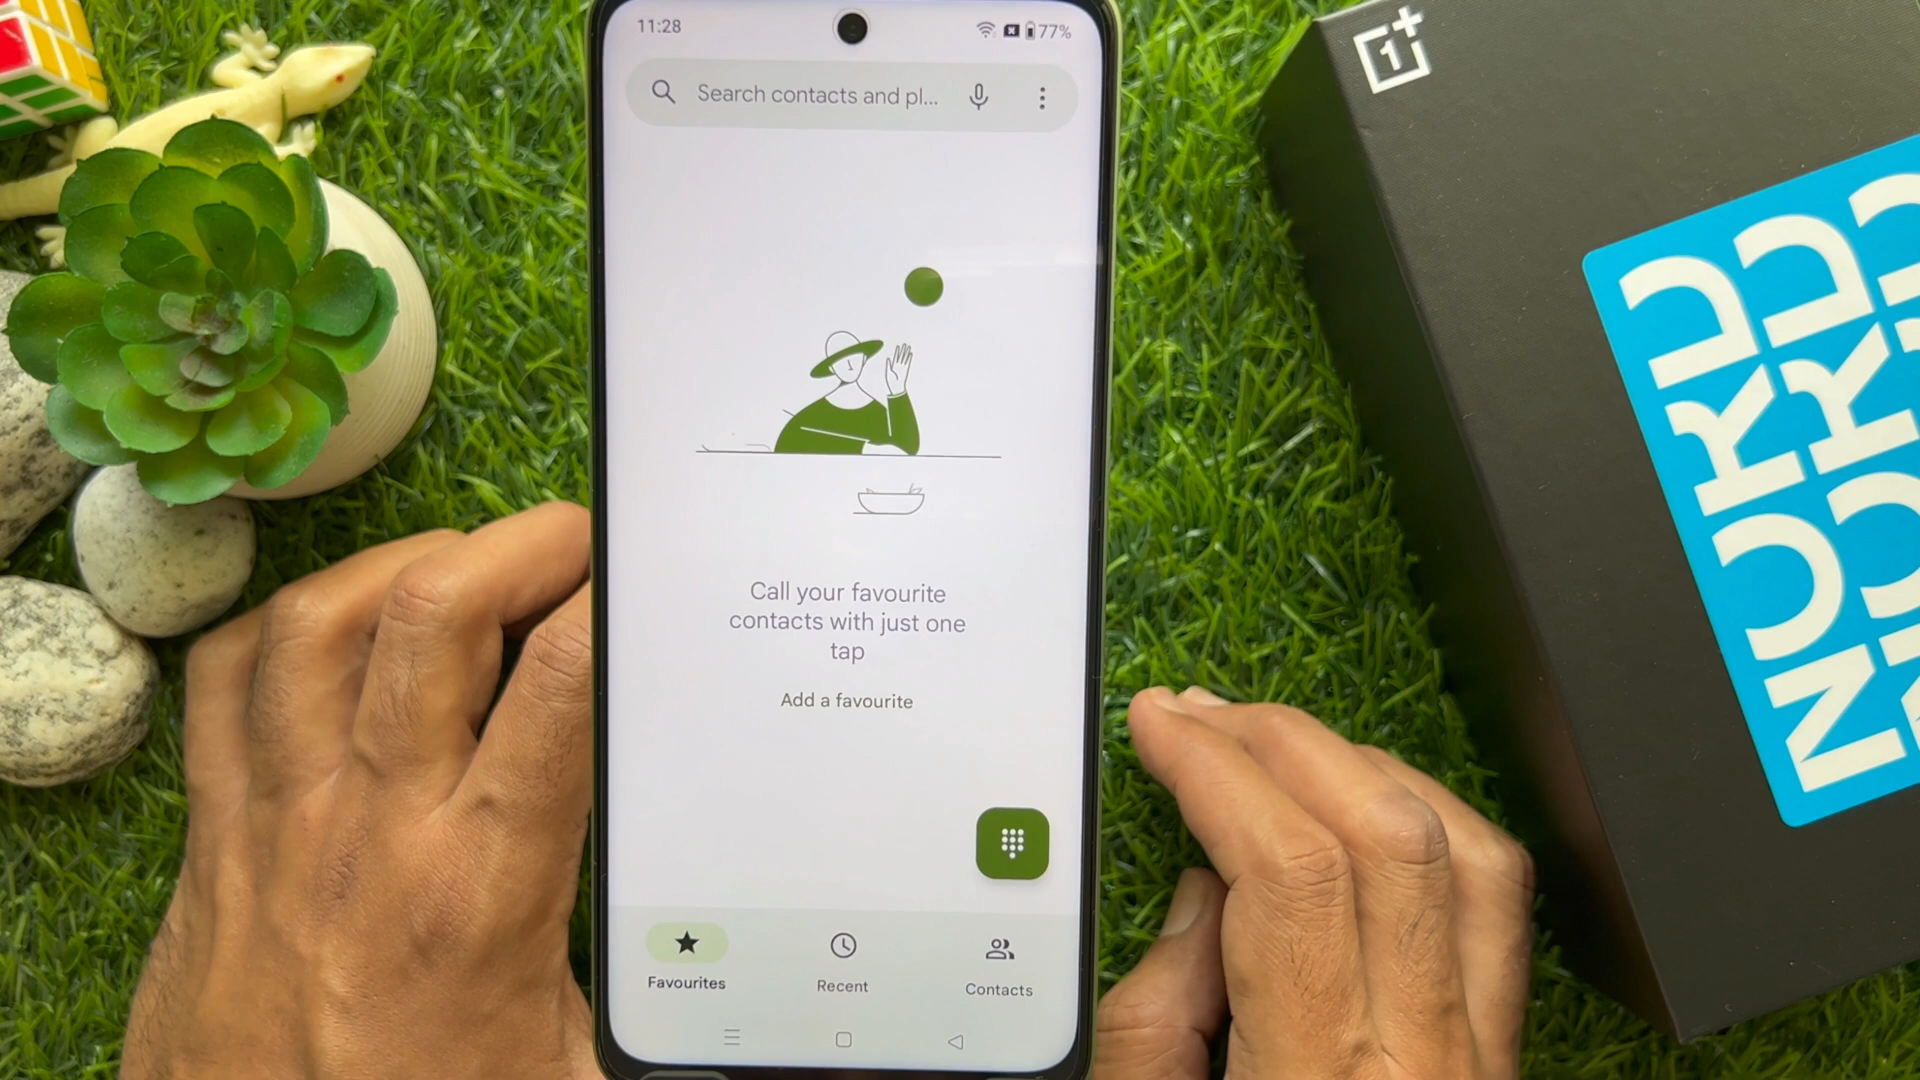 11:28
77%
Search contacts and pl...
Call your favourite
contacts with just one
tap
Add a favourite
Favourites
Recent
Contacts
1+
NORD